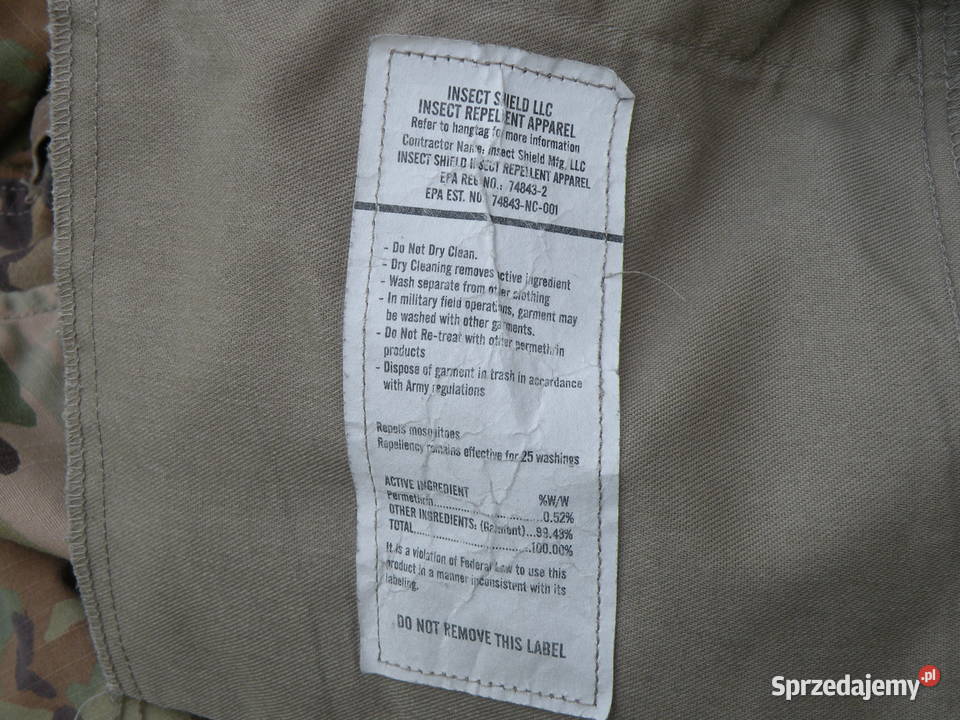 INSECT SHIELD LLC
INSECT REPELLENT APPAREL
Refer to hangtag for more information
Contractor Name: Insect Shield Mfg. LLC
INSECT SHIELD INSECT REPELLENT APPAREL
EPA REG NO.: 74843-2
EPA EST. NO 74843-NC-001
- Do Not Dry Clean.
- Dry Cleaning removes active ingredient
- Wash separate from other clothing
- In military field operations, garment may
be washed with other garments.
- Do Not Re-treat with other permethrin
products
- Dispose of garment in trash in accordance
with Army regulations
Repels mosquitoes
Repellency remains effective for 25 washings
ACTIVE INGREDIENT %W/W
Permethrin..............................0.52%
OTHER INGREDIENTS: (Raiment)...99.43%
TOTAL..............................100.00%
It is a violation of Federal Law to use this
product in a manner inconsistent with its
labeling.
DO NOT REMOVE THIS LABEL
Sprzedajemy.pl